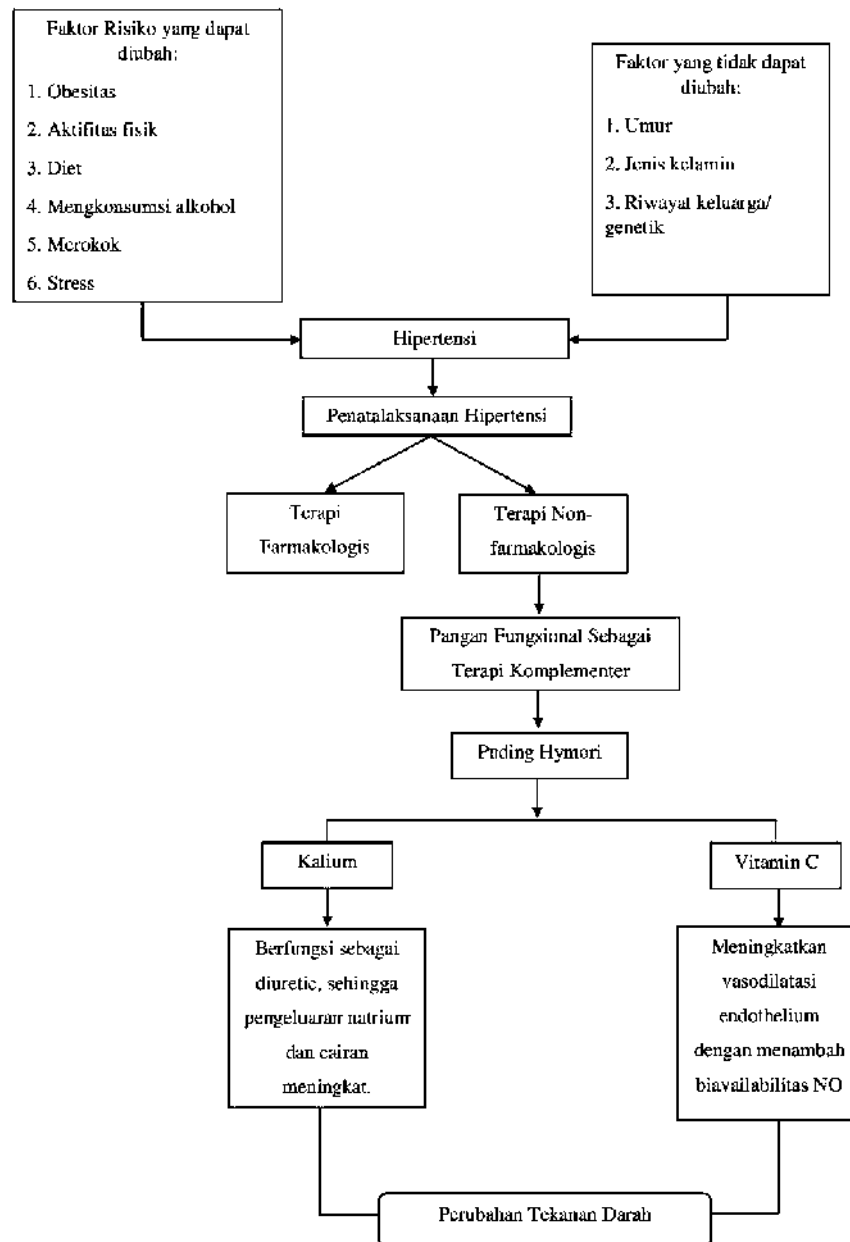 Faktor Risiko yang dapat
diubah:
1. Obesitas
2. Aktifitas fisik
3. Diet
4. Mengkonsumsi alkohol
5. Merokok
6. Stress
Faktor yang tidak dapat
diubah:
1. Umur
2. Jenis kelamin
3. Riwayat keluarga/
genetik
Hipertensi
Penatalaksanaan Hipertensi
Terapi
Farmakologis
Terapi Non-
farmakologis
Pangan Fungsional Sebagai
Terapi Komplementer
Puding Hymori
Kalium
Vitamin C
Berfungsi sebagai
diuretic, sehingga
pengeluaran natrium
dan cairan
meningkat.
Meningkatkan
vasodilatasi
endothelium
dengan menambah
biavailabilitas NO
Perubahan Tekanan Darah